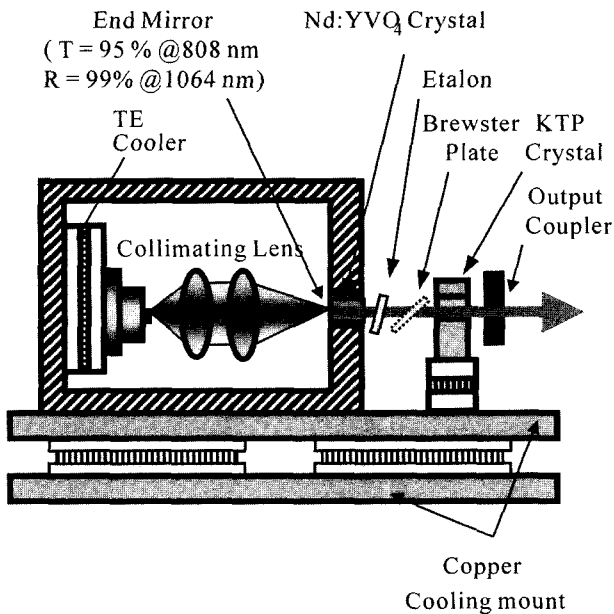 End Mirror
( T = 95 % @808 nm
R = 99% @1064 nm)
Nd:YVO4 Crystal
Etalon
Brewster
Plate
KTP
Crystal
Output
Coupler
TE
Cooler
Collimating Lens
Copper
Cooling mount